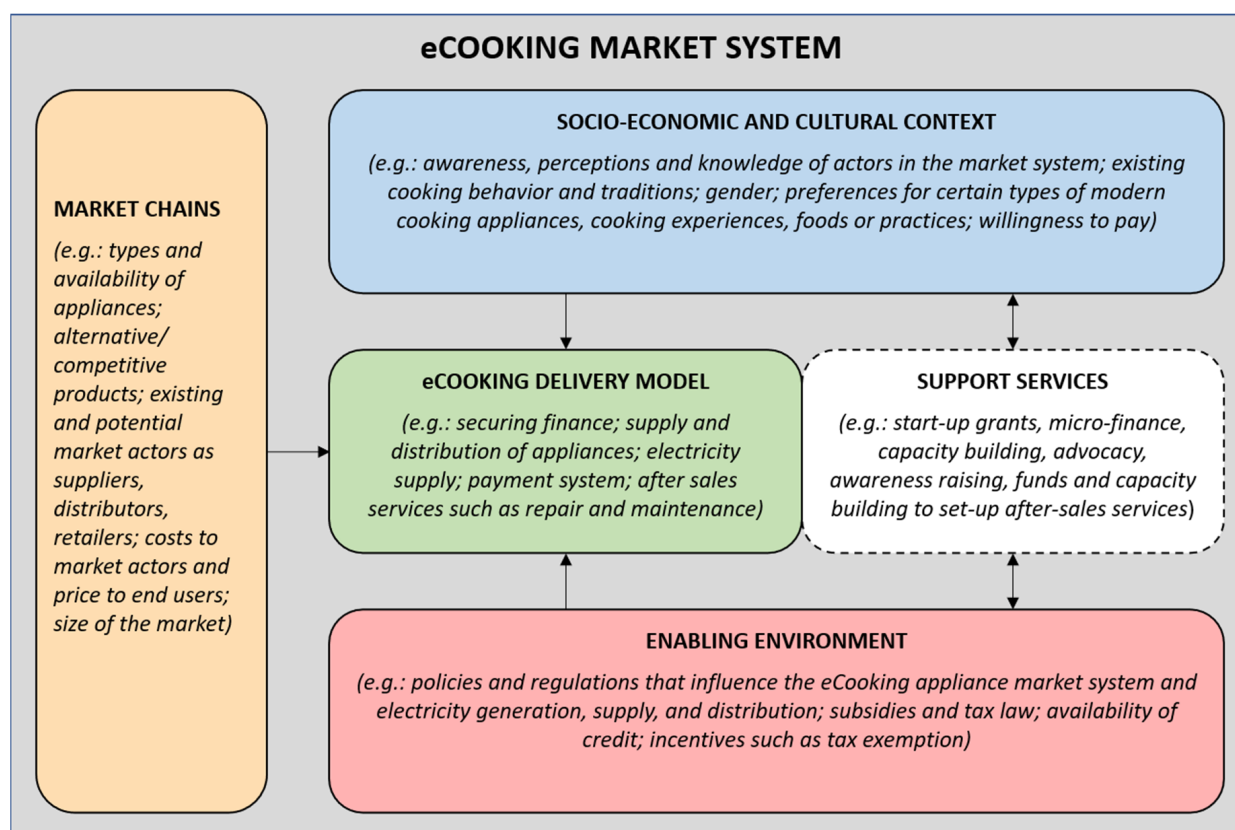 eCOOKING MARKET SYSTEM
MARKET CHAINS
(e.g.: types and
availability of
appliances;
alternative/
competitive
products; existing
and potential
market actors as
suppliers,
distributors,
retailers; costs to
market actors and
price to end users;
size of the market)
SOCIO-ECONOMIC AND CULTURAL CONTEXT
(e.g.: awareness, perceptions and knowledge of actors in the market system; existing
cooking behavior and traditions; gender; preferences for certain types of modern
cooking appliances, cooking experiences, foods or practices; willingness to pay)
eCOOKING DELIVERY MODEL
(e.g.: securing finance; supply and
distribution of appliances; electricity
supply; payment system; after sales
services such as repair and maintenance)
SUPPORT SERVICES
(e.g.: start-up grants, micro-finance,
capacity building, advocacy,
awareness raising, funds and capacity
building to set-up after-sales services)
ENABLING ENVIRONMENT
(e.g.: policies and regulations that influence the eCooking appliance market system and
electricity generation, supply, and distribution; subsidies and tax law; availability of
credit; incentives such as tax exemption)